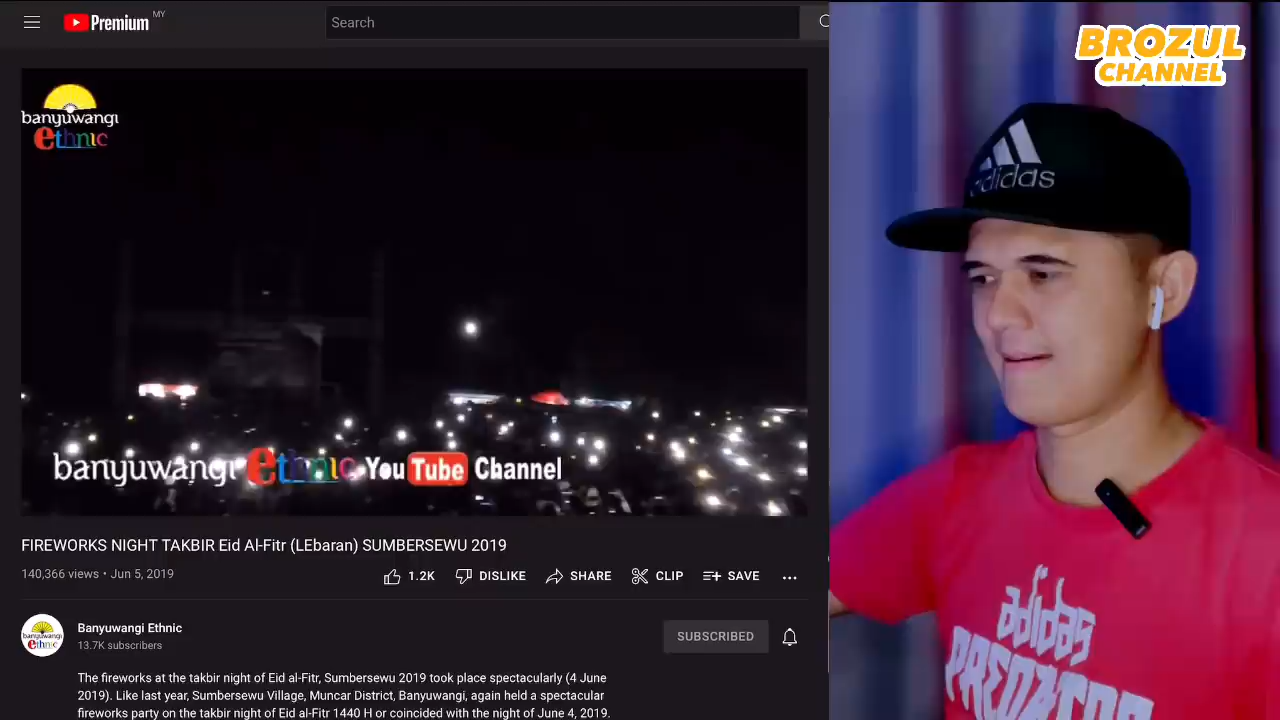 Premium MY
Search
BROZUL
CHANNEL
banyuwangi
ethnic
adidas
banyuwangi ethnic YouTube Channel
FIREWORKS NIGHT TAKBIR Eid Al-Fitr (LEbaran) SUMBERSEWU 2019
140,366 views • Jun 5, 2019
1.2K DISLIKE SHARE CLIP SAVE
Banyuwangi Ethnic
13.7K subscribers
SUBSCRIBED
The fireworks at the takbir night of Eid al-Fitr, Sumbersewu 2019 took place spectacularly (4 June
2019). Like last year, Sumbersewu Village, Muncar District, Banyuwangi, again held a spectacular
fireworks party on the takbir night of Eid al-Fitr 1440 H or coincided with the night of June 4, 2019.
adidas
PREDATOR